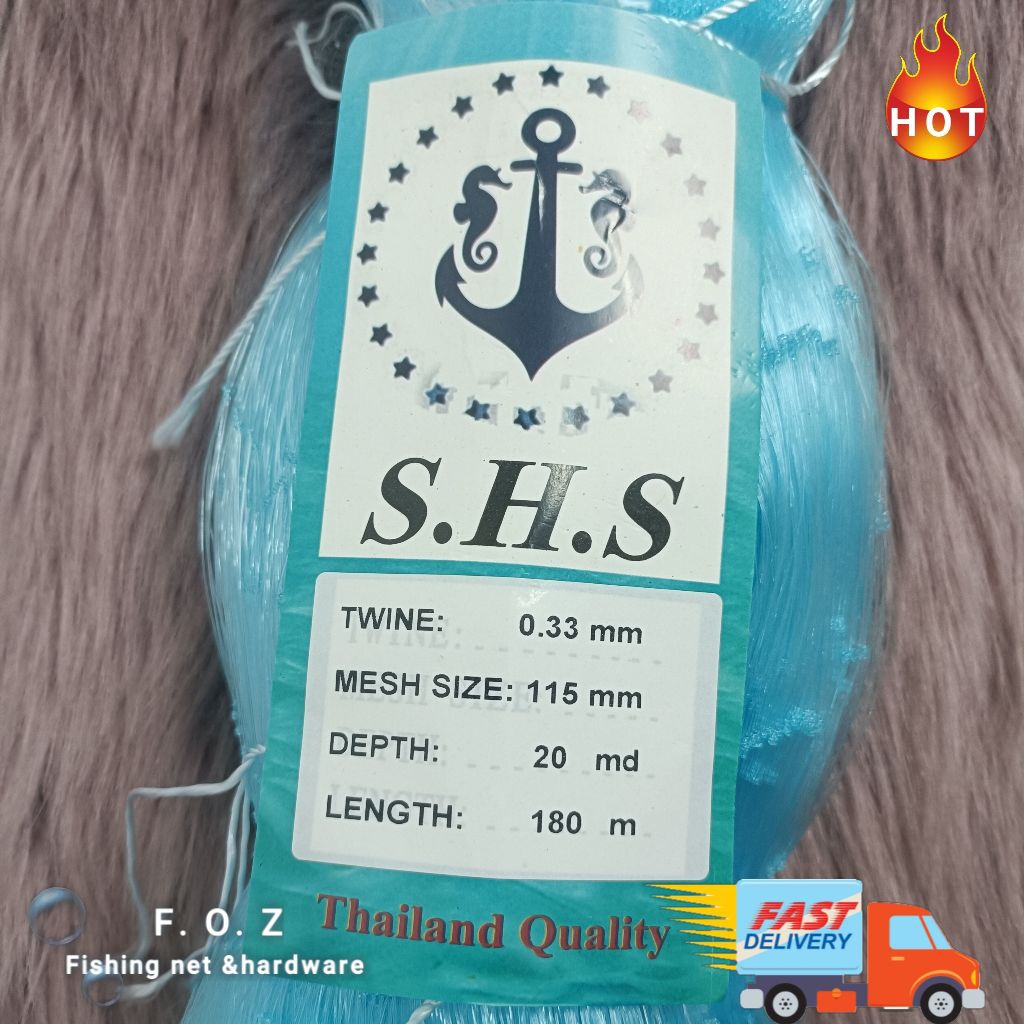 HOT
S.H.S
TWINE: 0.33 mm
MESH SIZE: 115 mm
DEPTH: 20 md
LENGTH: 180 m
Thailand Quality
F. O. Z
Fishing net &hardware
FAST
DELIVERY